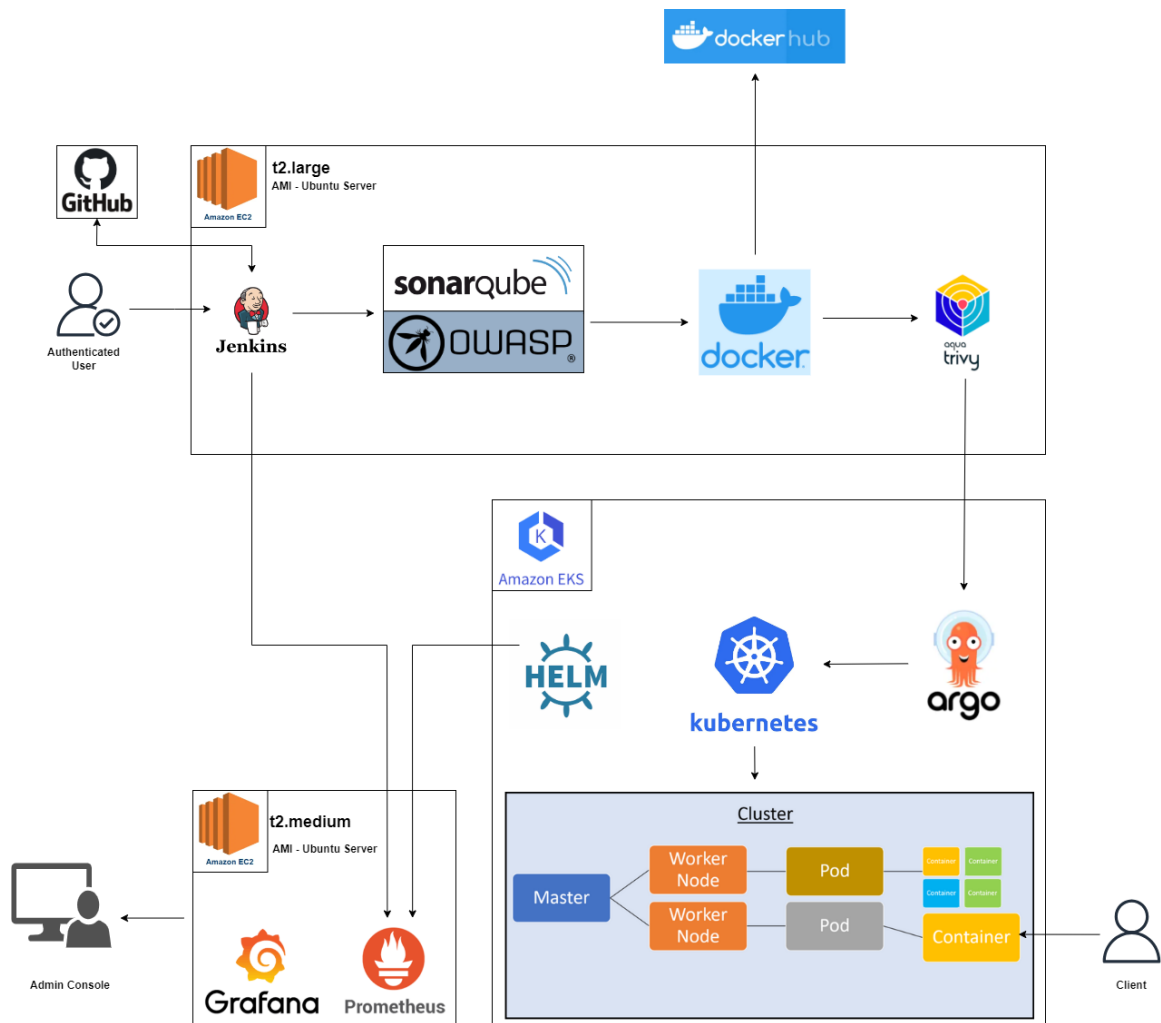 dockerhub
GitHub
Amazon EC2
t2.large
AMI - Ubuntu Server
Authenticated
User
Jenkins
sonarqube
OWASP®
docker
aqua
trivy
K
Amazon EKS
HELM
kubernetes
argo
Amazon EC2
t2.medium
AMI - Ubuntu Server
Grafana
Prometheus
Admin Console
Cluster
Master
Worker
Node
Pod
Container
Container
Container
Container
Worker
Node
Pod
Container
Client